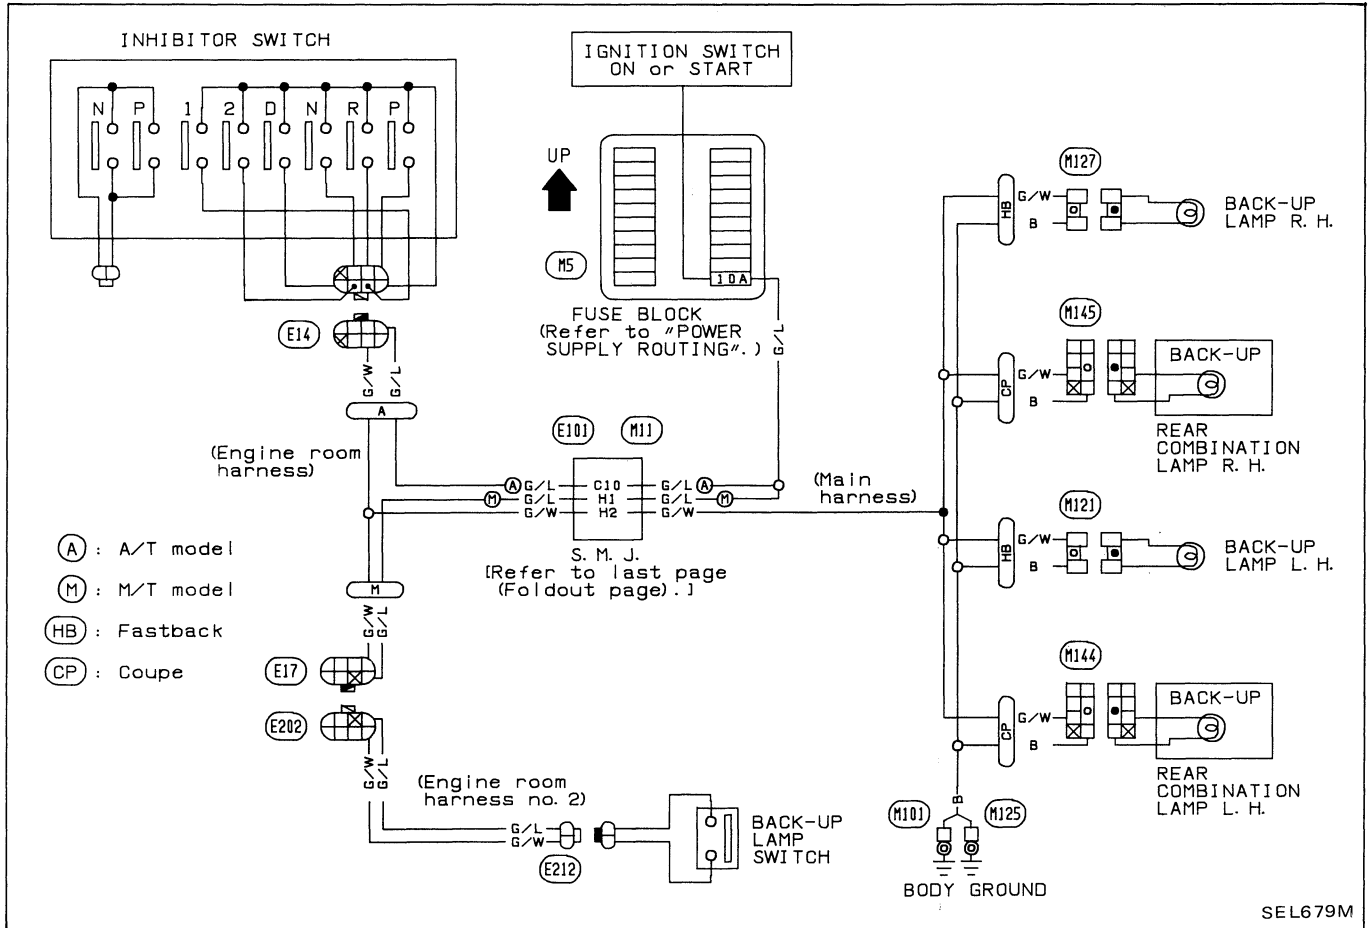 INHIBITOR SWITCH
N P 1 2 D N R P
IGNITION SWITCH
ON or START
UP
M5
10A
FUSE BLOCK
(Refer to "POWER
SUPPLY ROUTING".)
G/L
E14
G/W
G/L
A
(Engine room
harness)
E101
M11
A G/L C10 G/L A
M G/L H1 G/L M
G/W H2 G/W
(Main
harness)
S. M. J.
[Refer to last page
(Foldout page).]
A : A/T model
M : M/T model
HB : Fastback
CP : Coupe
M
G/W
G/L
E17
E202
G/W
G/L
(Engine room
harness no. 2)
G/L
G/W
E212
BACK-UP
LAMP
SWITCH
M127
HB
G/W
B
BACK-UP
LAMP R. H.
M145
CP
G/W
B
BACK-UP
REAR
COMBINATION
LAMP R. H.
M121
HB
G/W
B
BACK-UP
LAMP L. H.
M144
CP
G/W
B
BACK-UP
REAR
COMBINATION
LAMP L. H.
B
M101
M125
BODY GROUND
SEL679M